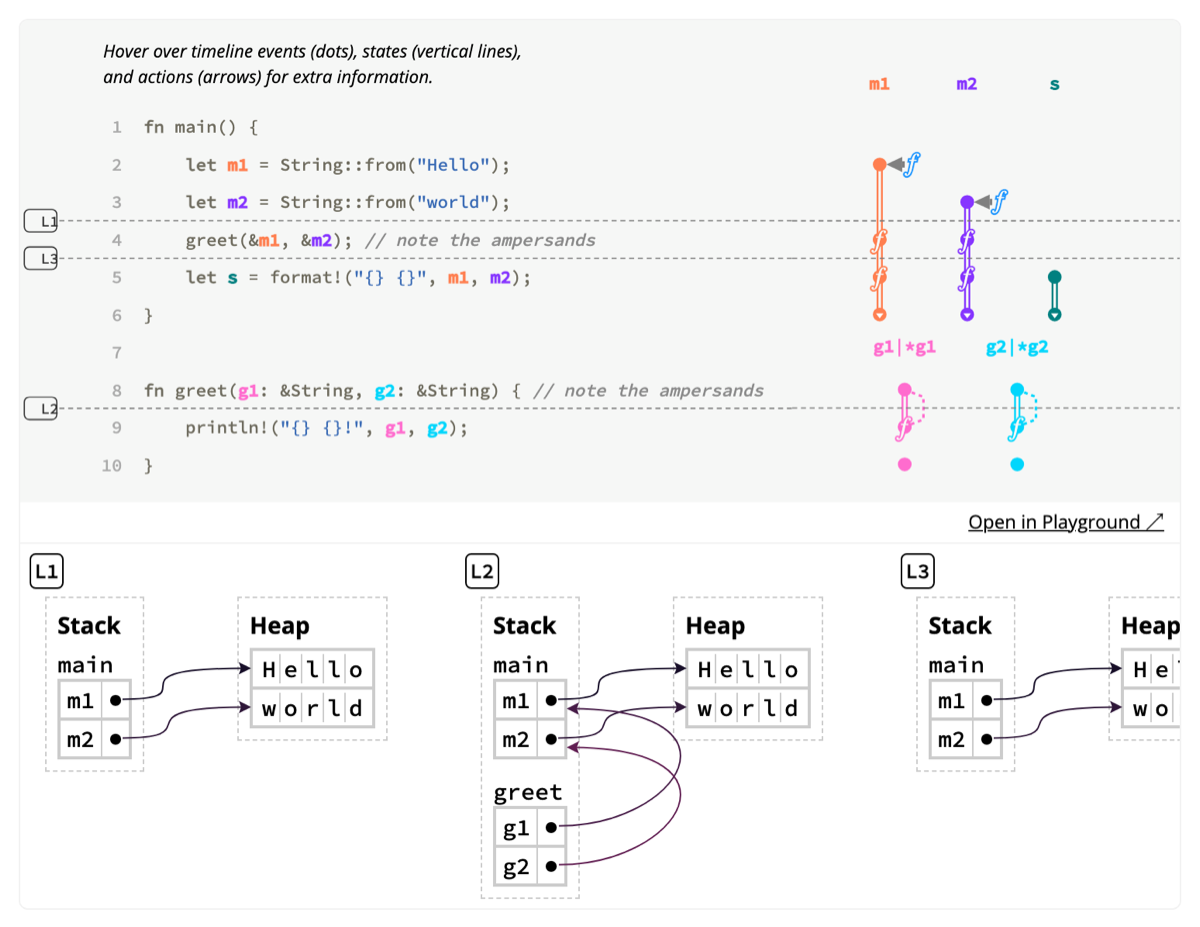 Hover over timeline events (dots), states (vertical lines),
and actions (arrows) for extra information.
m1 m2 s
1 fn main() {
2 let m1 = String::from("Hello"); f
3 let m2 = String::from("world"); f
L1
4 greet(&m1, &m2); // note the ampersands f f
L3
5 let s = format!("{} {}", m1, m2); f f
6 }
7 g1|*g1 g2|*g2
8 fn greet(g1: &String, g2: &String) { // note the ampersands
L2
9 println!("{} {}!", g1, g2); f f
10 }
Open in Playground ↗
L1
Stack Heap
main
m1 Hello
m2 world
L2
Stack Heap
main
m1 Hello
m2 world
greet
g1
g2
L3
Stack Heap
main
m1 He
m2 wo